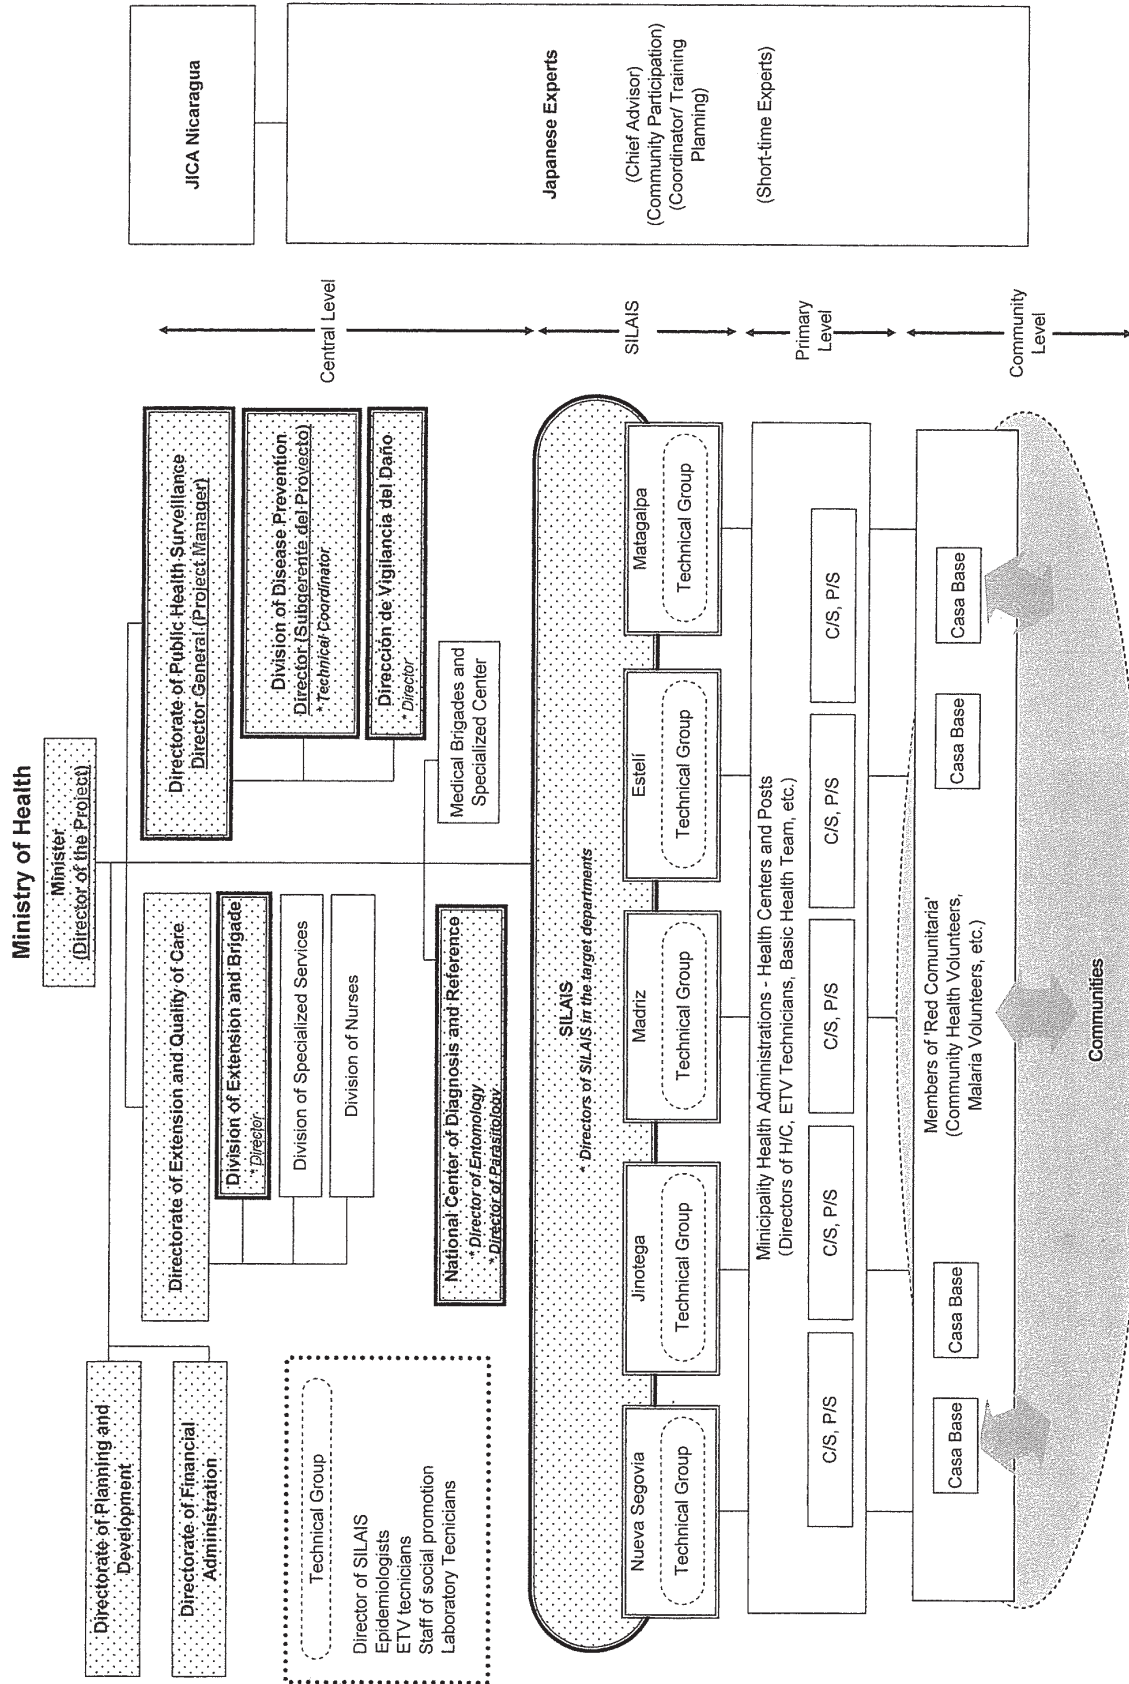 Ministry of Health
Minister
(Director of the Project)
Directorate of Planning and
Development
Directorate of Financial
Administration
Directorate of Extension and Quality of Care
Division of Extension and Brigade
* Director
Division of Specialized Services
Division of Nurses
Directorate of Public Health Surveillance
Director General (Project Manager)
Division of Disease Prevention
Director (Subgerente del Proyecto)
* Technical Coordinator
Dirección de Vigilancia del Daño
* Director
National Center of Diagnosis and Reference
* Director of Entomology
* Director of Parasitology
Medical Brigades and
Specialized Center
Technical Group
Director of SILAIS
Epidemiologists
ETV tecnicians
Staff of social promotion
Laboratory Tecnicians
SILAIS
* Directors of SILAIS in the target departments
Nueva Segovia
Technical Group
Jinotega
Technical Group
Madriz
Technical Group
Estelí
Technical Group
Matagalpa
Technical Group
Minicipality Health Administrations - Health Centers and Posts
(Directors of H/C, ETV Technicians, Basic Health Team, etc.)
C/S, P/S
C/S, P/S
C/S, P/S
C/S, P/S
C/S, P/S
Members of 'Red Comunitaria'
(Community Health Volunteers,
Malaria Volunteers, etc.)
Casa Base
Casa Base
Casa Base
Casa Base
Communities
Central Level
SILAIS
Primary
Level
Community
Level
JICA Nicaragua
Japanese Experts
(Chief Advisor)
(Community Participation)
(Coordinator/ Training
Planning)
(Short-time Experts)